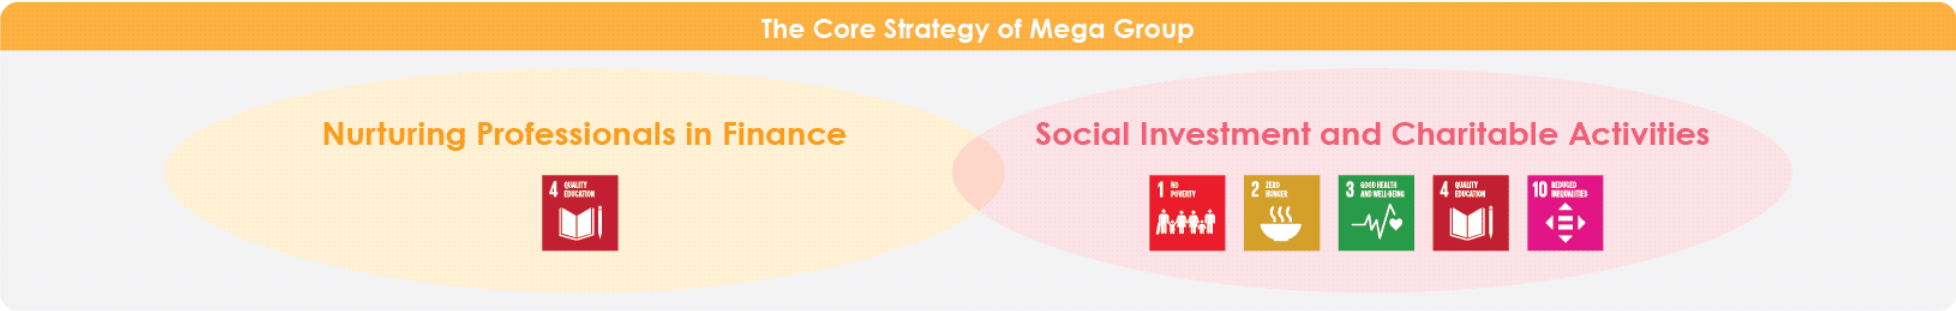 The Core Strategy of Mega Group
Nurturing Professionals in Finance
Social Investment and Charitable Activities
4 QUALITY
EDUCATION
1 NO
POVERTY
2 ZERO
HUNGER
3 GOOD HEALTH
AND WELL-BEING
4 QUALITY
EDUCATION
10 REDUCED
INEQUALITIES